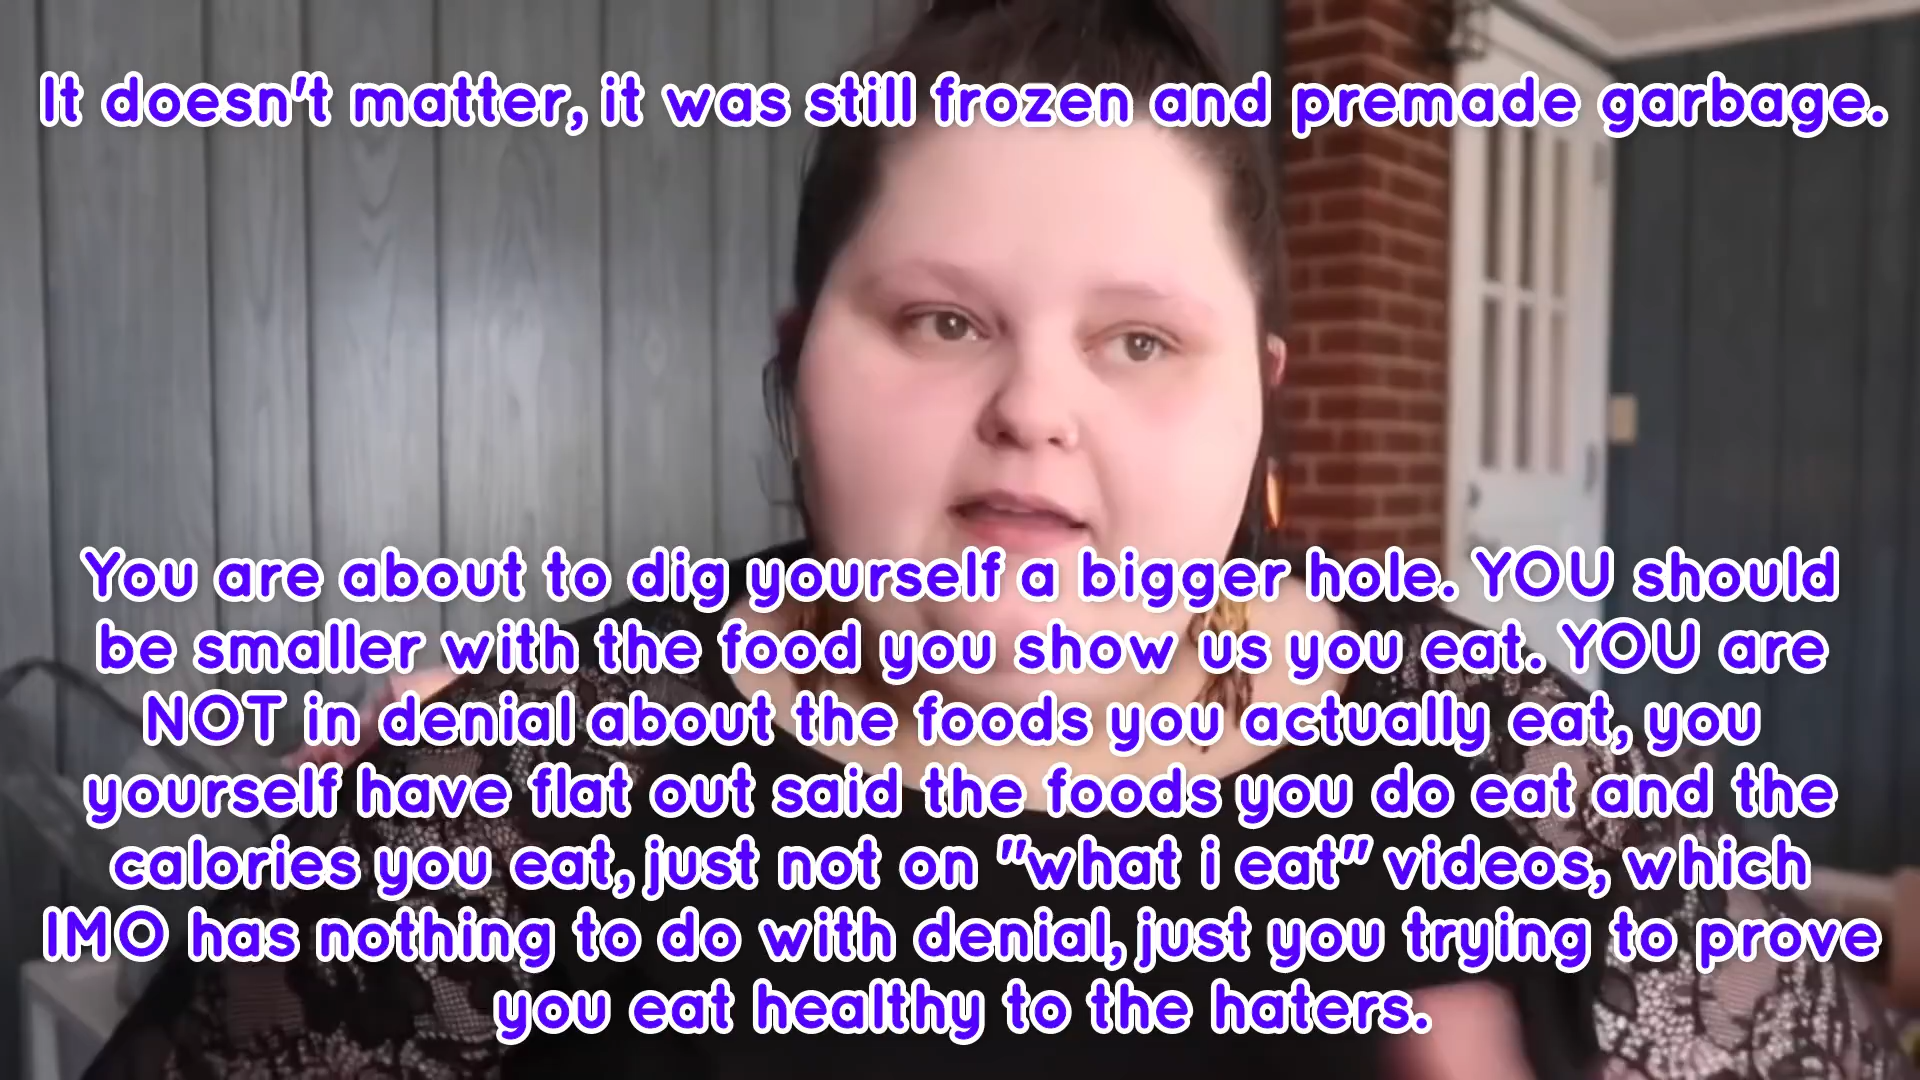 It doesn't matter, it was still frozen and premade garbage.
You are about to dig yourself a bigger hole. YOU should
be smaller with the food you show us you eat. YOU are
NOT in denial about the foods you actually eat, you
yourself have flat out said the foods you do eat and the
calories you eat, just not on "what i eat" videos, which
IMO has nothing to do with denial, just you trying to prove
you eat healthy to the haters.